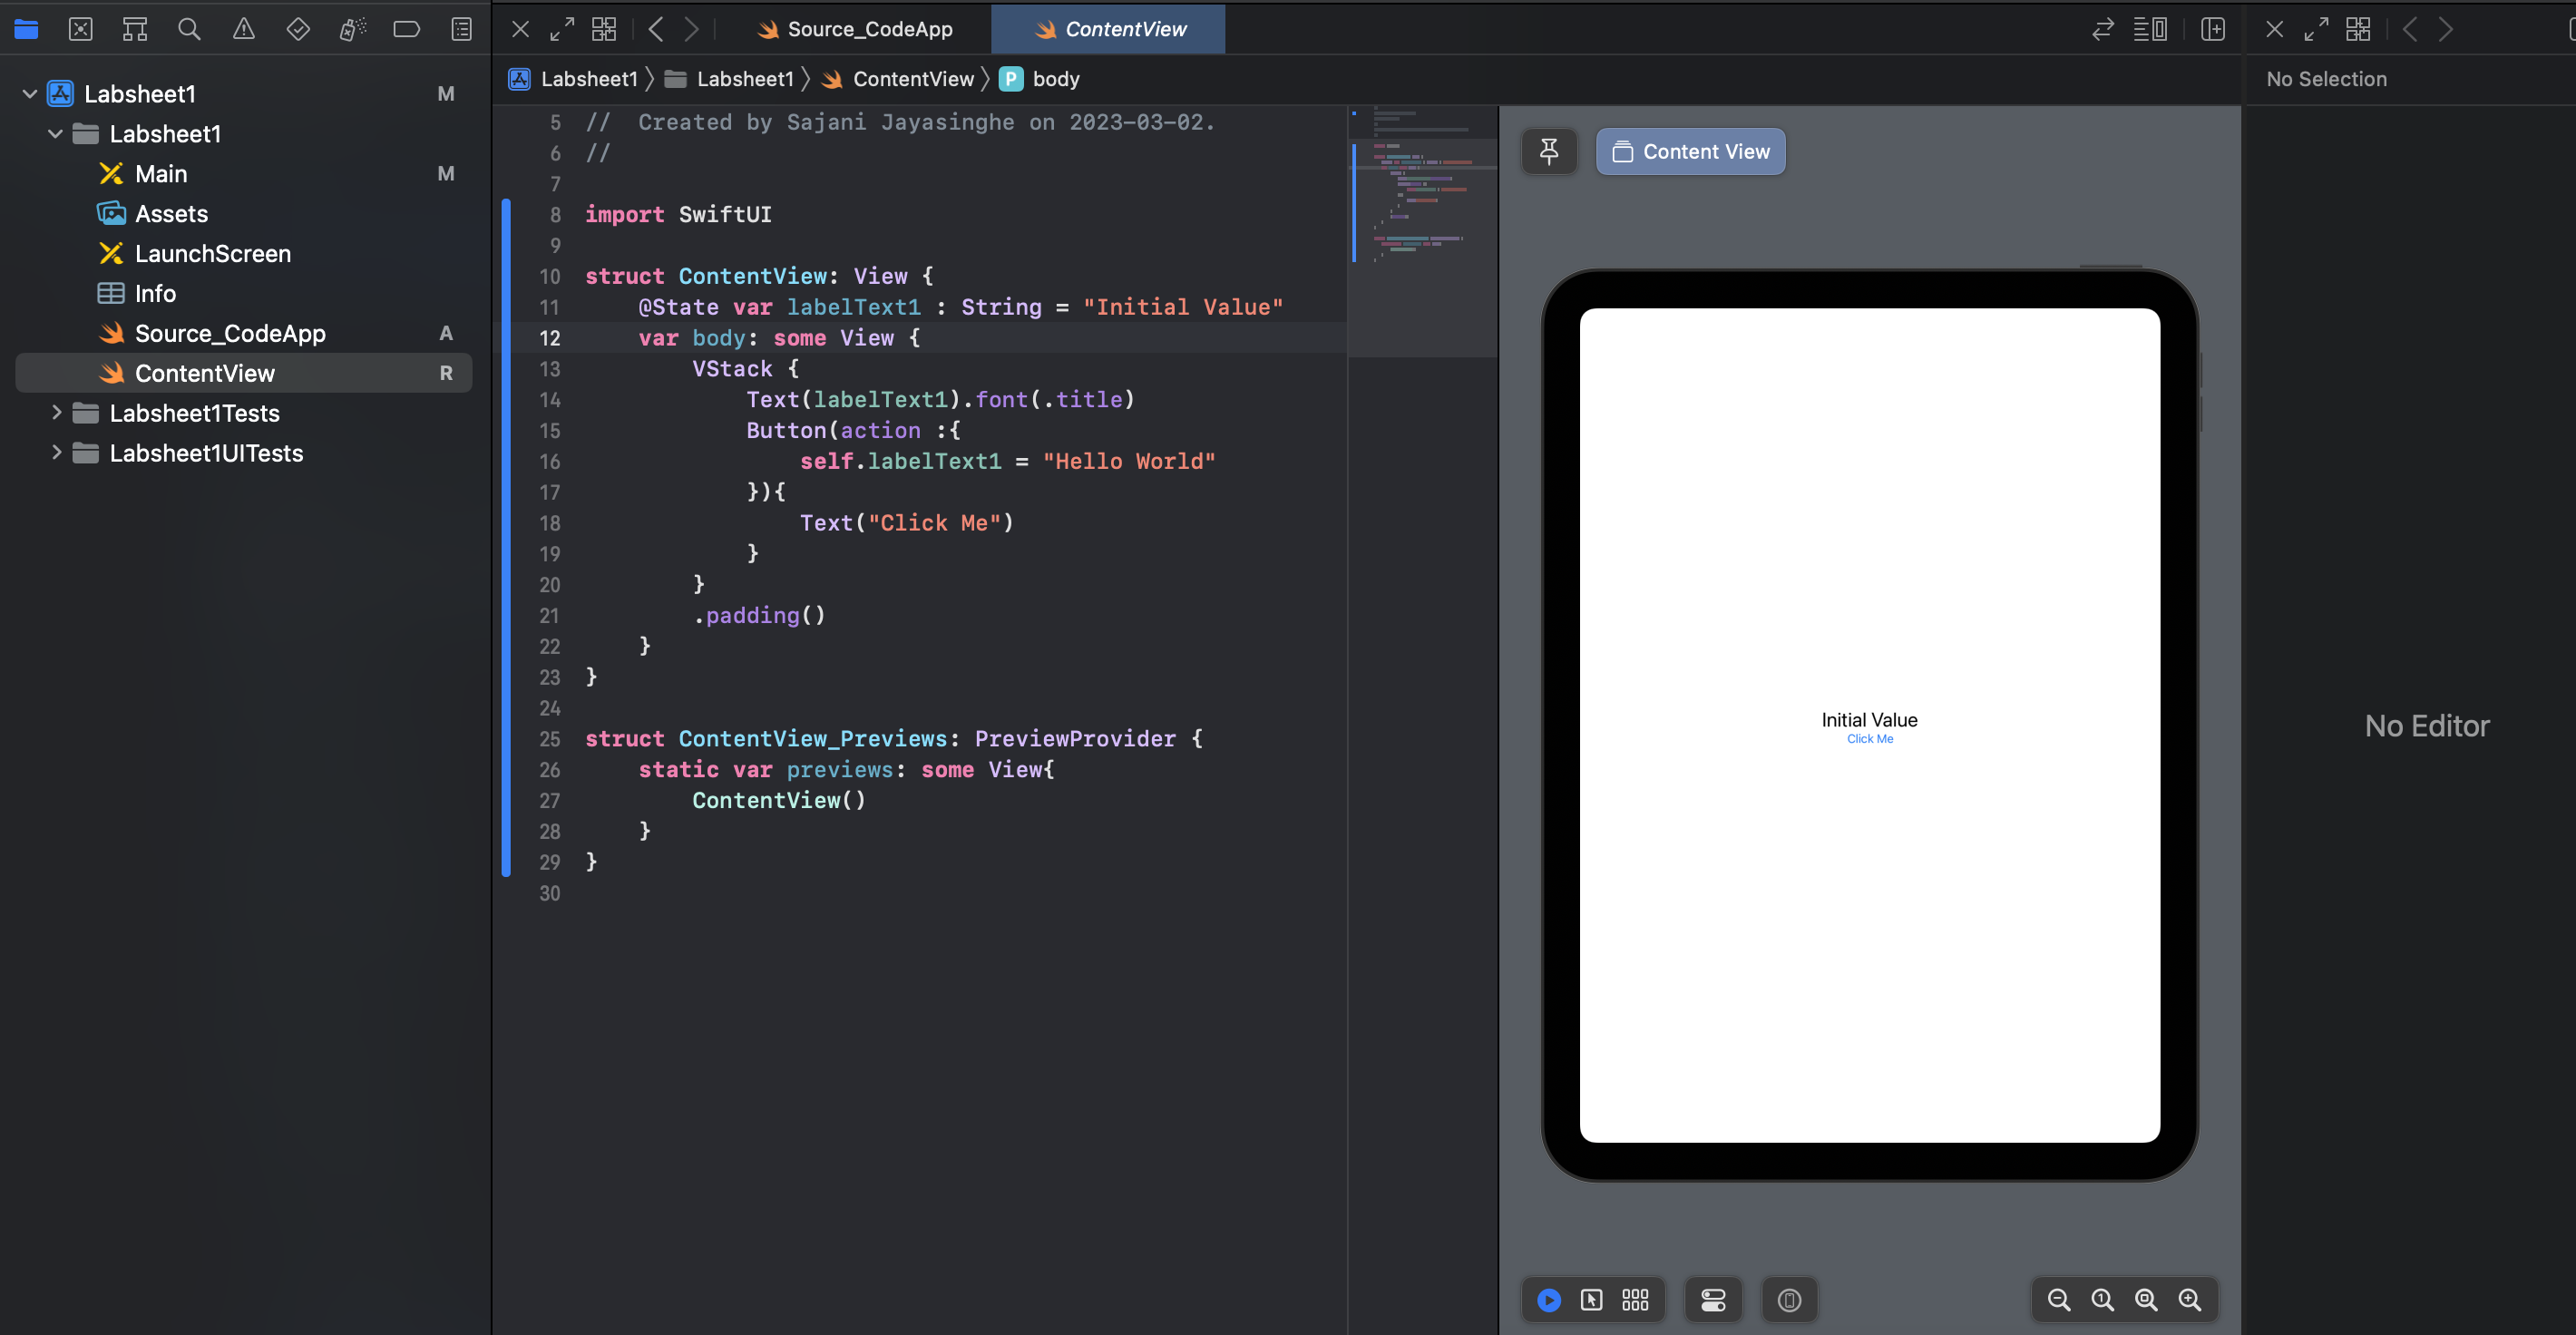 Source_CodeApp
ContentView
Labsheet1 M
Labsheet1
Main M
Assets
LaunchScreen
Info
Source_CodeApp A
ContentView R
Labsheet1Tests
Labsheet1UITests
Labsheet1 〉 Labsheet1 〉 ContentView 〉 P body
5 //  Created by Sajani Jayasinghe on 2023-03-02.
6 //
7
8 import SwiftUI
9
10 struct ContentView: View {
11     @State var labelText1 : String = "Initial Value"
12     var body: some View {
13         VStack {
14             Text(labelText1).font(.title)
15             Button(action :{
16                 self.labelText1 = "Hello World"
17             }){
18                 Text("Click Me")
19             }
20         }
21         .padding()
22     }
23 }
24
25 struct ContentView_Previews: PreviewProvider {
26     static var previews: some View{
27         ContentView()
28     }
29 }
30
Content View
Initial Value
Click Me
No Selection
No Editor